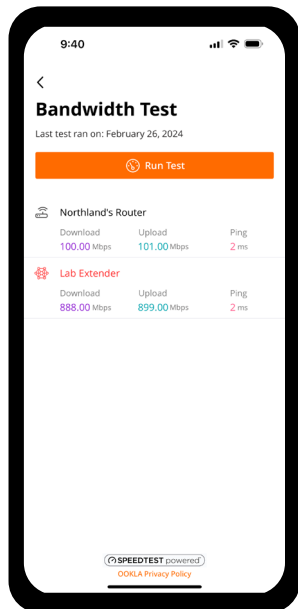 9:40
Bandwidth Test
Last test ran on: February 26, 2024
Run Test
Northland's Router
Download Upload Ping
100.00 Mbps 101.00 Mbps 2 ms
Lab Extender
Download Upload Ping
888.00 Mbps 899.00 Mbps 2 ms
SPEEDTEST powered
OOKLA Privacy Policy